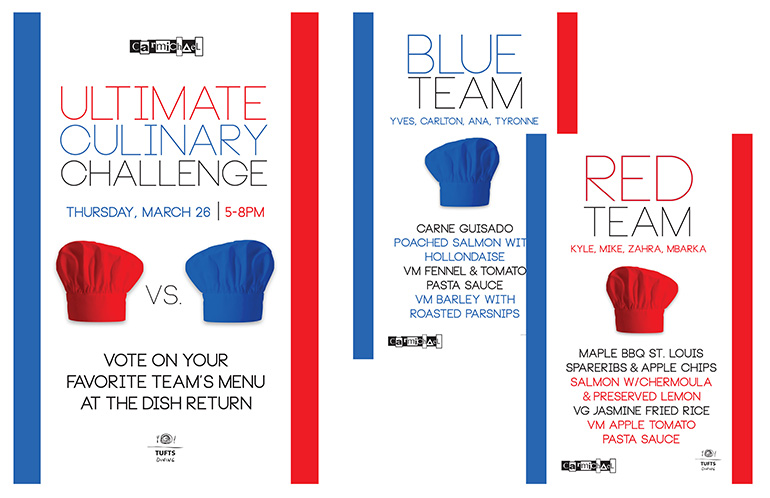 Carmichael
ULTIMATE
CULINARY
CHALLENGE
THURSDAY, MARCH 26 | 5-8PM
VS.
VOTE ON YOUR
FAVORITE TEAM'S MENU
AT THE DISH RETURN
TUFTS
BLUE
TEAM
YVES, CARLTON, ANA, TYRONNE
CARNE GUISADO
POACHED SALMON WIT
HOLLONDAISE
VM FENNEL & TOMATO
PASTA SAUCE
VM BARLEY WITH
ROASTED PARSNIPS
Carmichael
RED
TEAM
KYLE, MIKE, ZAHRA, MBARKA
MAPLE BBQ ST. LOUIS
SPARERIBS & APPLE CHIPS
SALMON W/CHERMOULA
& PRESERVED LEMON
VG JASMINE FRIED RICE
VM APPLE TOMATO
PASTA SAUCE
Carmichael
TUFTS